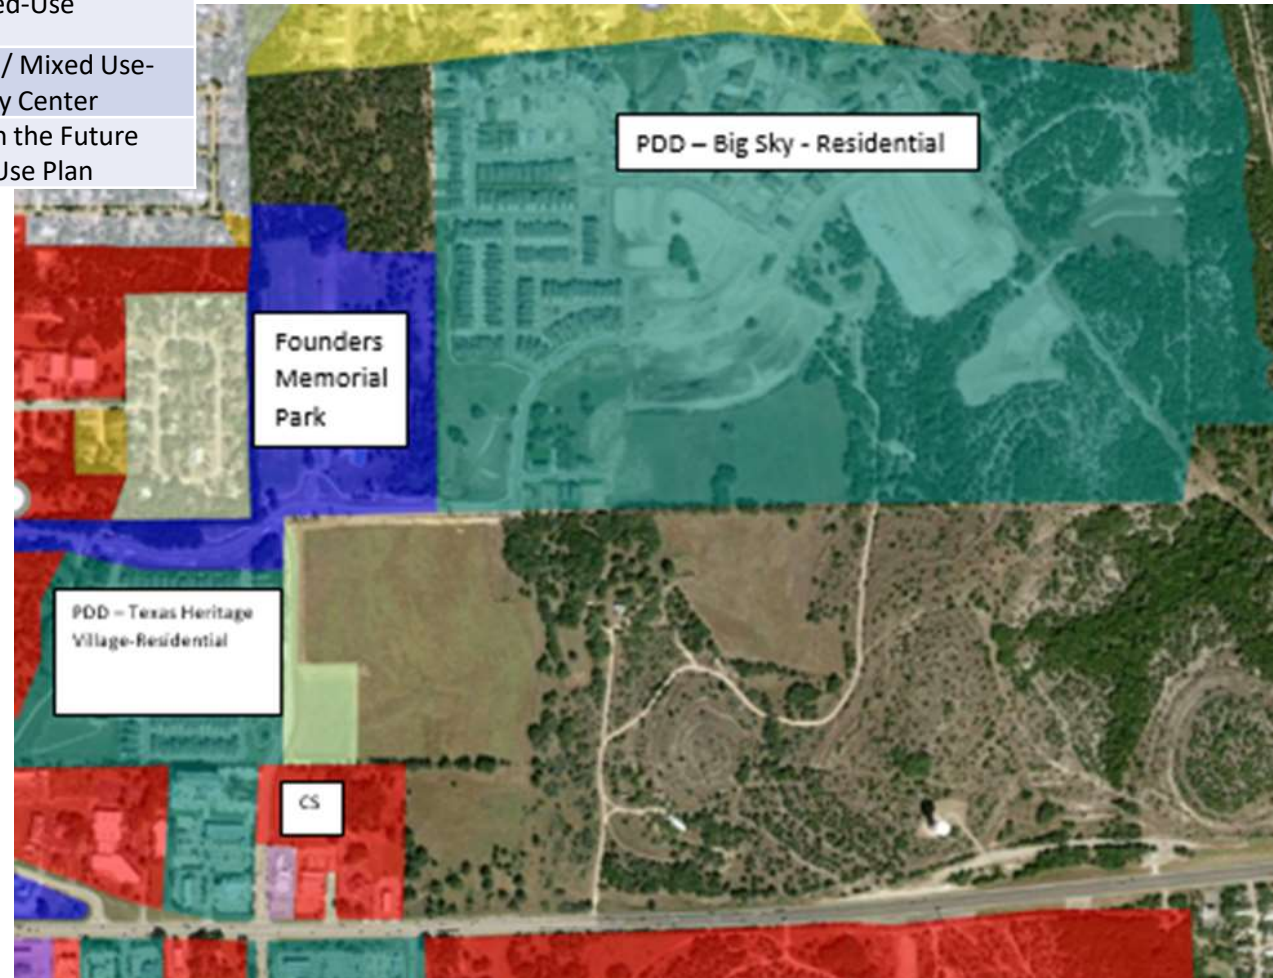 ed-Use
/ Mixed Use-
y Center
n the Future
Use Plan
PDD – Big Sky - Residential
Founders
Memorial
Park
PDD – Texas Heritage
Village-Residential
CS